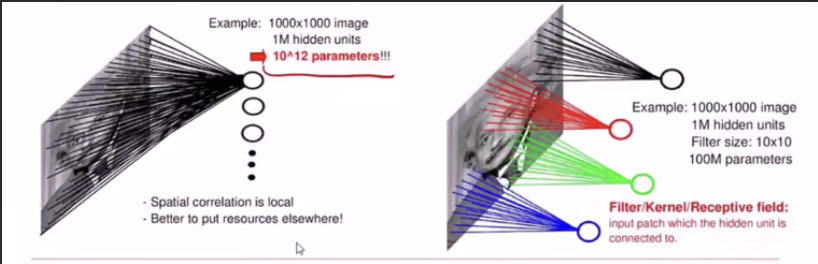 Example: 1000x1000 image
1M hidden units
10^12 parameters!!!
- Spatial correlation is local
- Better to put resources elsewhere!
Example: 1000x1000 image
1M hidden units
Filter size: 10x10
100M parameters
Filter/Kernel/Receptive field:
input patch which the hidden unit is
connected to.